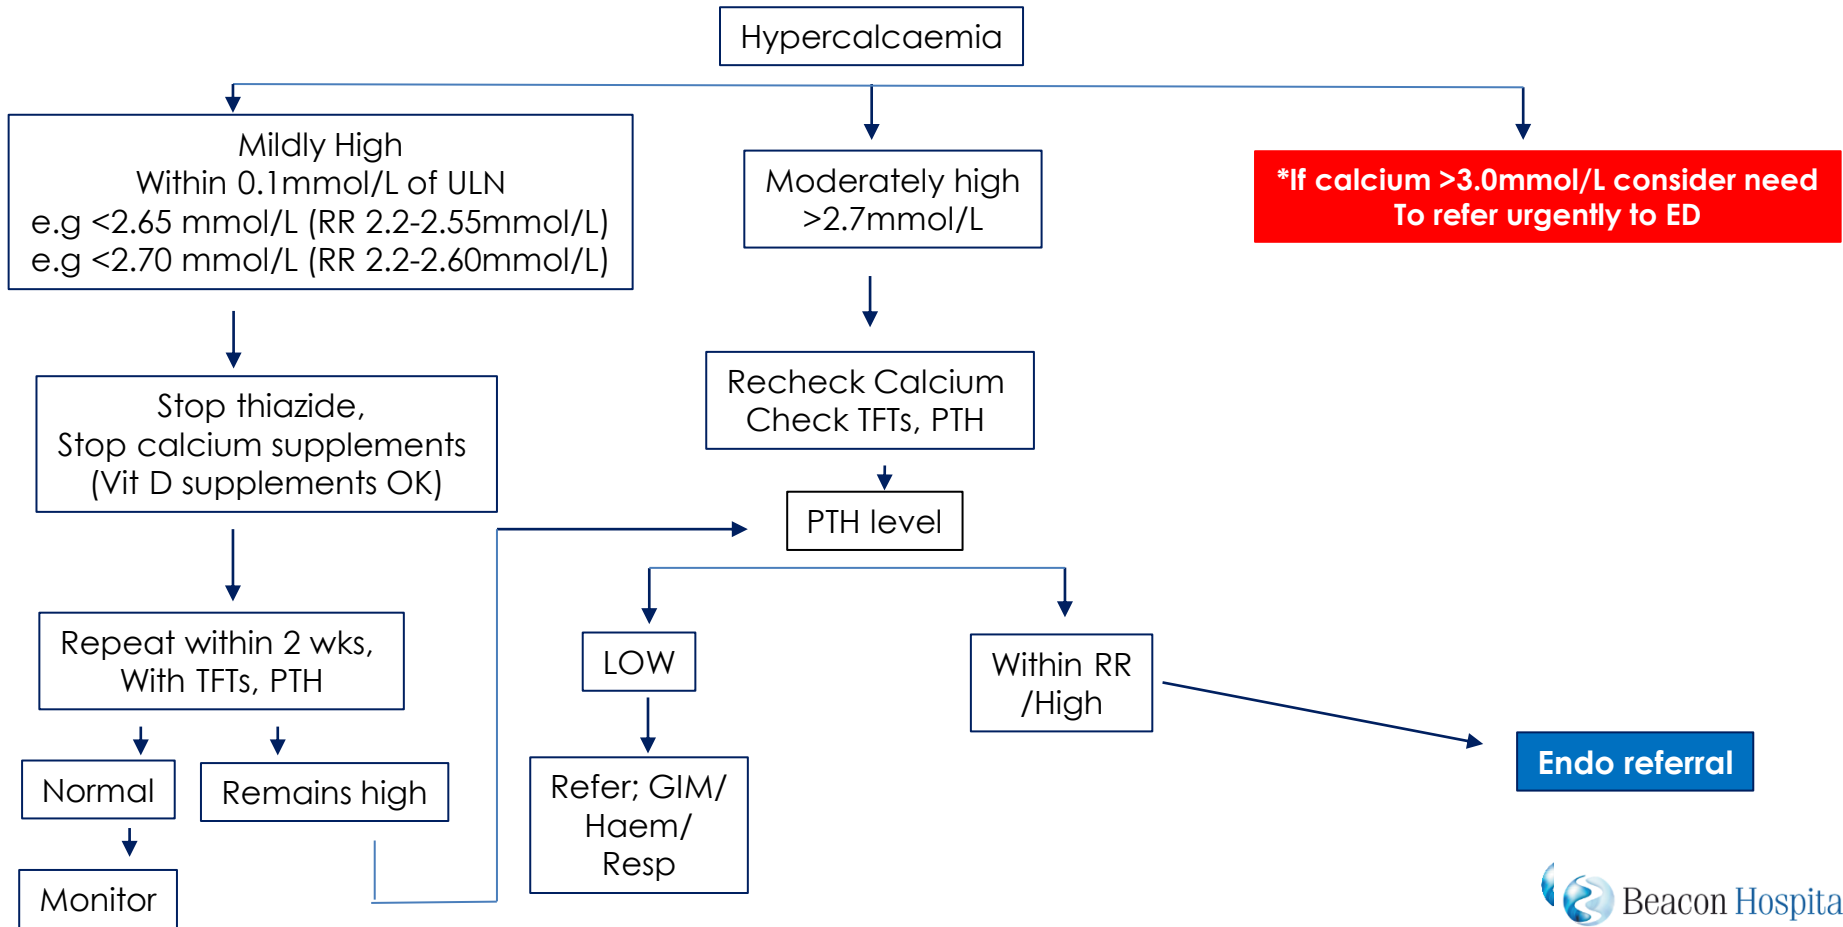 Hypercalcaemia
Mildly High
Within 0.1mmol/L of ULN
e.g <2.65 mmol/L (RR 2.2-2.55mmol/L)
e.g <2.70 mmol/L (RR 2.2-2.60mmol/L)
Moderately high
>2.7mmol/L
*If calcium >3.0mmol/L consider need
To refer urgently to ED
Stop thiazide,
Stop calcium supplements
(Vit D supplements OK)
Recheck Calcium
Check TFTs, PTH
PTH level
Repeat within 2 wks,
With TFTs, PTH
LOW
Within RR
/High
Normal
Remains high
Refer; GIM/
Haem/
Resp
Endo referral
Monitor
Beacon Hospita